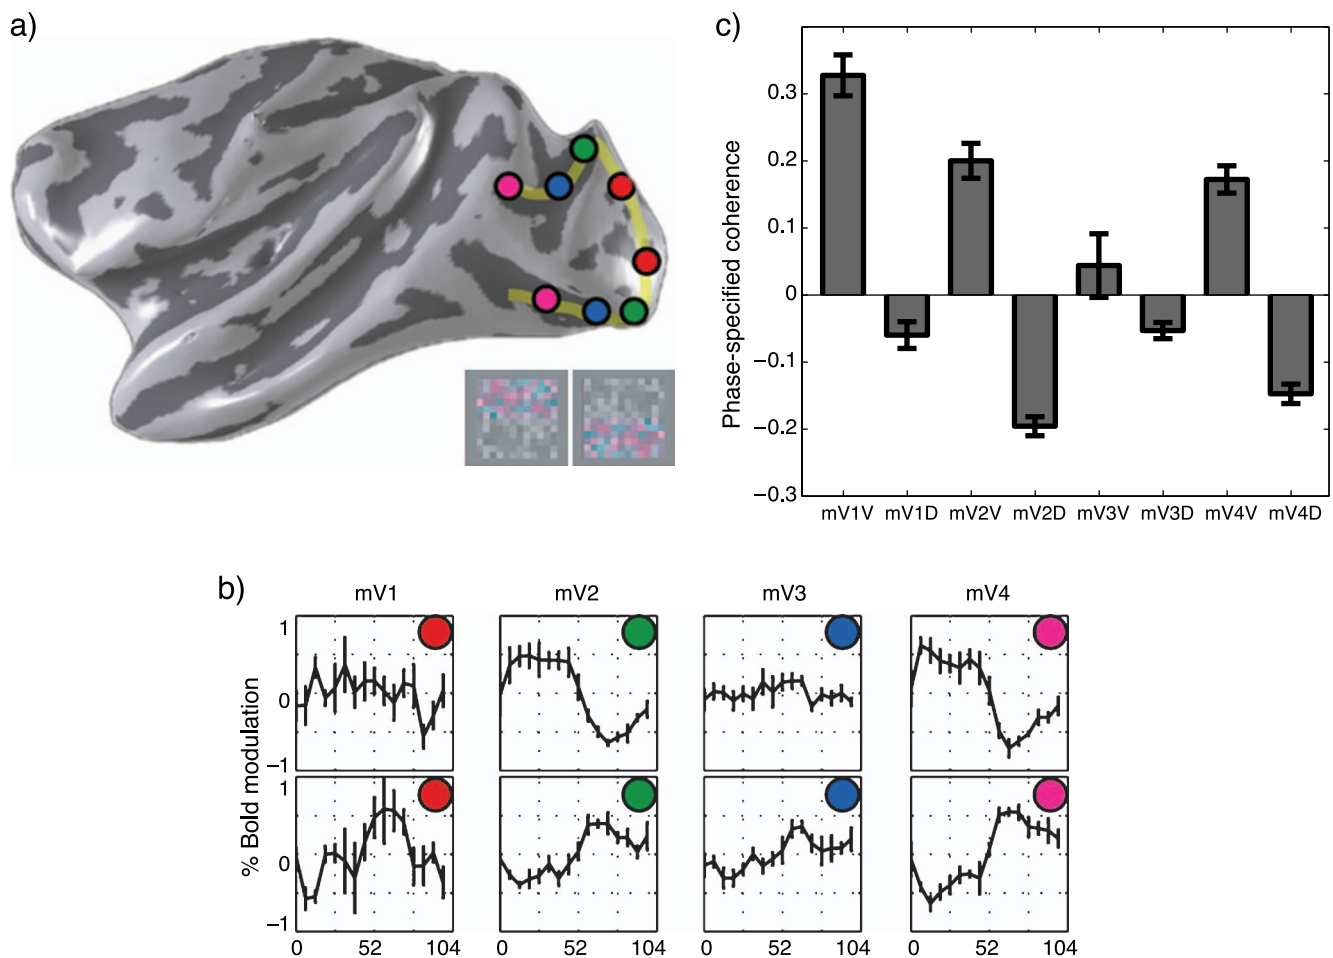 a)
c)
Phase-specified coherence
0.3
0.2
0.1
0
−0.1
−0.2
−0.3
mV1V mV1D mV2V mV2D mV3V mV3D mV4V mV4D
b)
mV1 mV2 mV3 mV4
% Bold modulation
1
0
−1
1
0
−1
0 52 104 0 52 104 0 52 104 0 52 104